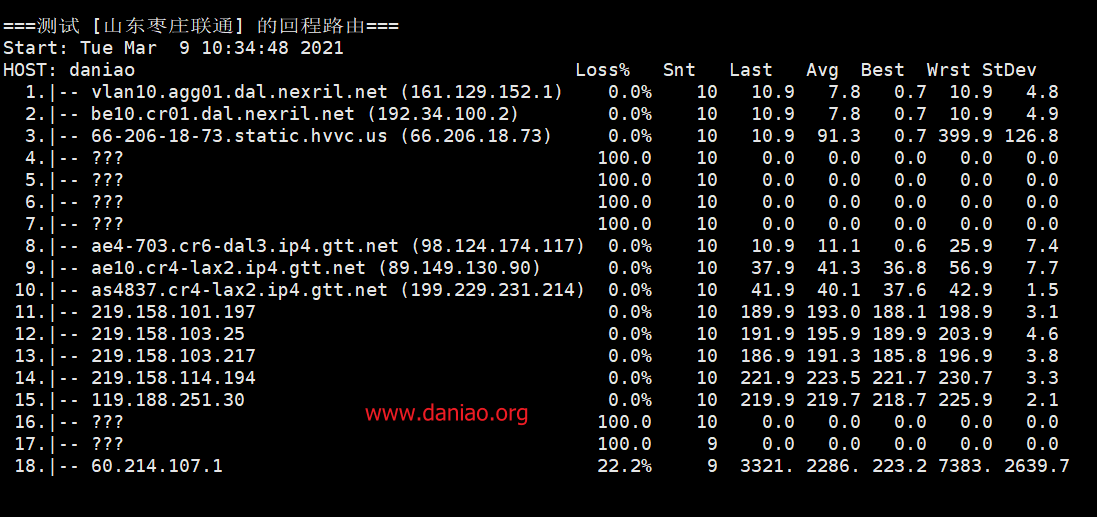 ===测试 [山东枣庄联通] 的回程路由===
Start: Tue Mar  9 10:34:48 2021
HOST: daniao                                        Loss%   Snt   Last   Avg  Best  Wrst StDev
  1.|-- vlan10.agg01.dal.nexril.net (161.129.152.1)    0.0%    10   10.9   7.8   0.7  10.9   4.8
  2.|-- be10.cr01.dal.nexril.net (192.34.100.2)        0.0%    10   10.9   7.8   0.7  10.9   4.9
  3.|-- 66-206-18-73.static.hvvc.us (66.206.18.73)     0.0%    10   10.9  91.3   0.7 399.9 126.8
  4.|-- ???                                           100.0    10    0.0   0.0   0.0   0.0   0.0
  5.|-- ???                                           100.0    10    0.0   0.0   0.0   0.0   0.0
  6.|-- ???                                           100.0    10    0.0   0.0   0.0   0.0   0.0
  7.|-- ???                                           100.0    10    0.0   0.0   0.0   0.0   0.0
  8.|-- ae4-703.cr6-dal3.ip4.gtt.net (98.124.174.117)  0.0%    10   10.9  11.1   0.6  25.9   7.4
  9.|-- ae10.cr4-lax2.ip4.gtt.net (89.149.130.90)      0.0%    10   37.9  41.3  36.8  56.9   7.7
 10.|-- as4837.cr4-lax2.ip4.gtt.net (199.229.231.214)  0.0%    10   41.9  40.1  37.6  42.9   1.5
 11.|-- 219.158.101.197                                0.0%    10  189.9 193.0 188.1 198.9   3.1
 12.|-- 219.158.103.25                                 0.0%    10  191.9 195.9 189.9 203.9   4.6
 13.|-- 219.158.103.217                                0.0%    10  186.9 191.3 185.8 196.9   3.8
 14.|-- 219.158.114.194                                0.0%    10  221.9 223.5 221.7 230.7   3.3
 15.|-- 119.188.251.30                                 0.0%    10  219.9 219.7 218.7 225.9   2.1
www.daniao.org
 16.|-- ???                                           100.0    10    0.0   0.0   0.0   0.0   0.0
 17.|-- ???                                           100.0     9    0.0   0.0   0.0   0.0   0.0
 18.|-- 60.214.107.1                                  22.2%     9  3321. 2286. 223.2 7383. 2639.7